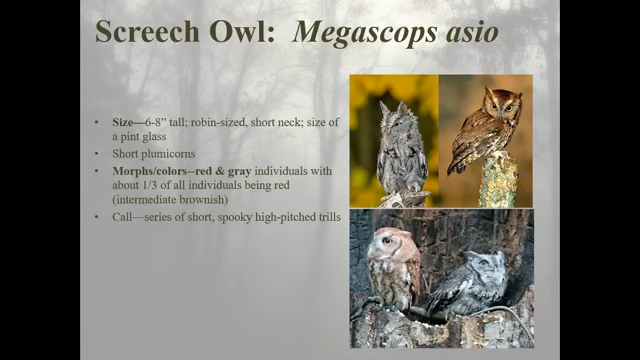 Screech Owl: Megascops asio
• Size—6-8” tall; robin-sized, short neck; size of
a pint glass
• Short plumicorns
• Morphs/colors--red & gray individuals with
about 1/3 of all individuals being red
(intermediate brownish)
• Call—series of short, spooky high-pitched trills